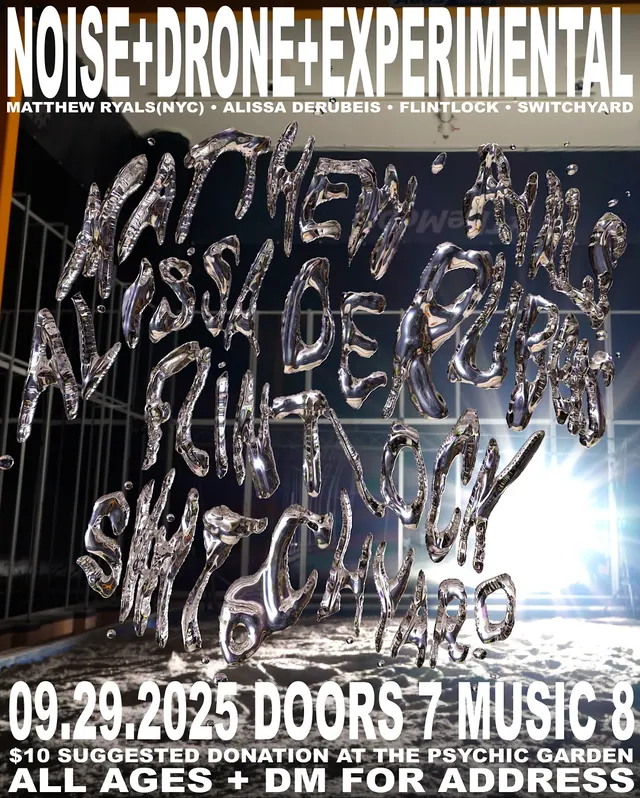 NOISE+DRONE+EXPERIMENTAL
MATTHEW RYALS(NYC) • ALISSA DERUBEIS • FLINTLOCK • SWITCHYARD
MATTHEW RYALS
ALISSA DERUBEIS
FLINTLOCK
SWITCHYARD
09.29.2025 DOORS 7 MUSIC 8
$10 SUGGESTED DONATION AT THE PSYCHIC GARDEN
ALL AGES + DM FOR ADDRESS